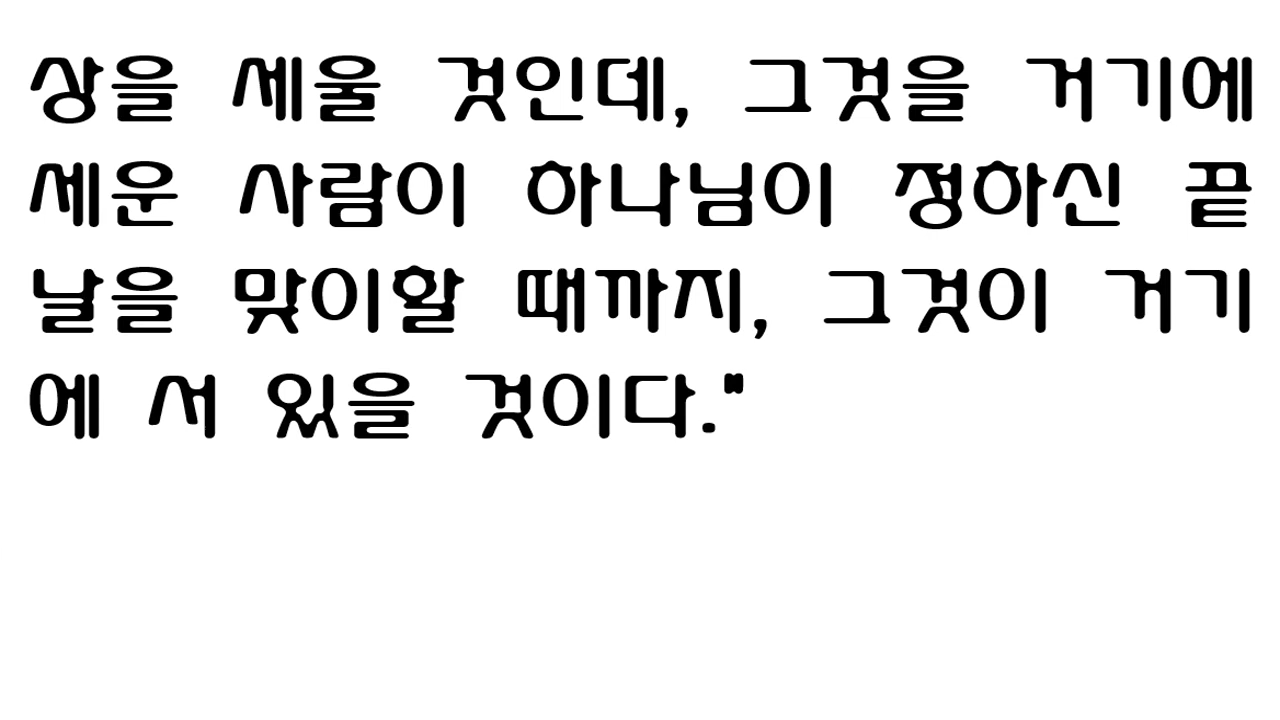 상을 세울 것인데, 그것을 거기에
세운 사람이 하나님이 정하신 끝
날을 맞이할 때까지, 그것이 거기
에 서 있을 것이다."